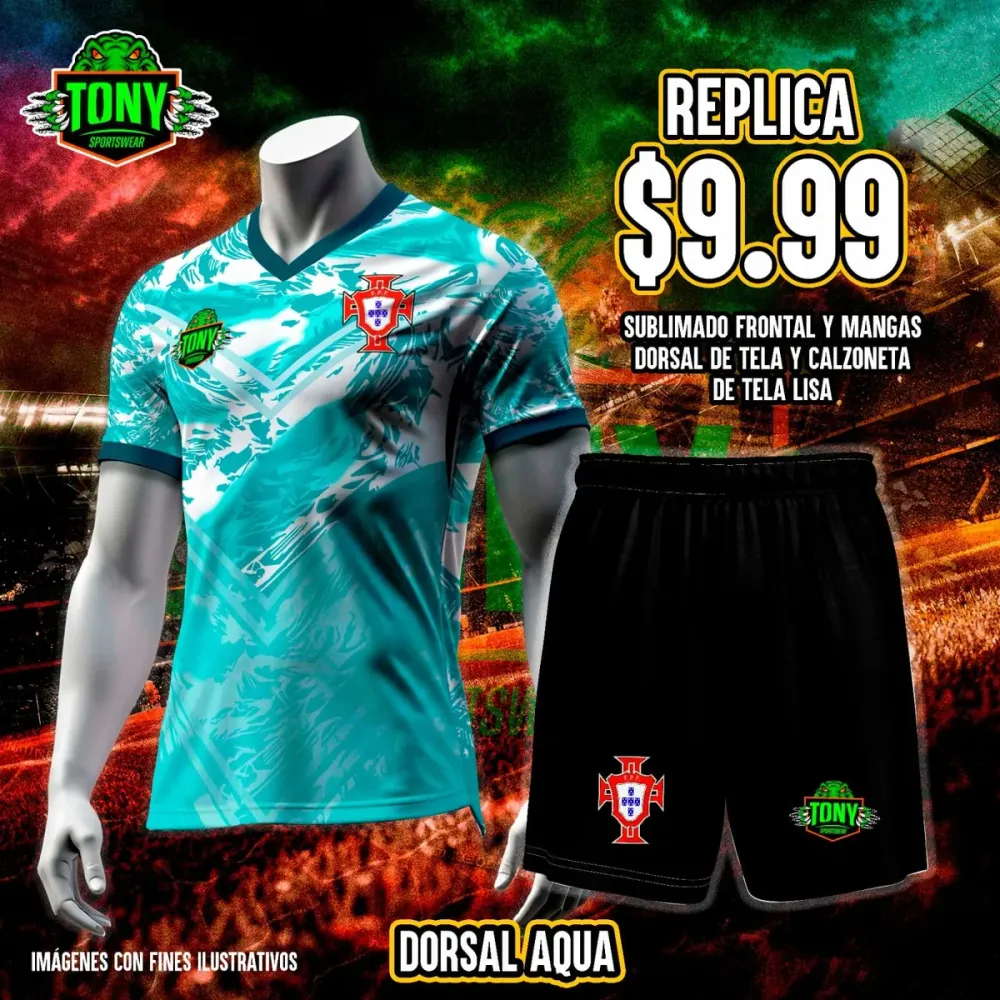 TONY
SPORTSWEAR
REPLICA
$9.99
SUBLIMADO FRONTAL Y MANGAS
DORSAL DE TELA Y CALZONETA
DE TELA LISA
TONY
FPF
TONY
SPORTSWEAR
DORSAL AQUA
IMÁGENES CON FINES ILUSTRATIVOS